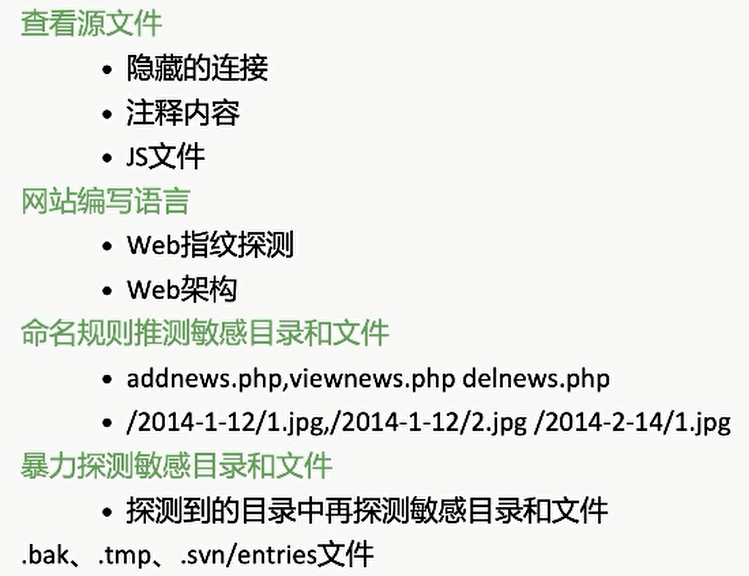 查看源文件
• 隐藏的连接
• 注释内容
• JS文件
网站编写语言
• Web指纹探测
• Web架构
命名规则推测敏感目录和文件
• addnews.php,viewnews.php delnews.php
• /2014-1-12/1.jpg,/2014-1-12/2.jpg /2014-2-14/1.jpg
暴力探测敏感目录和文件
• 探测到的目录中再探测敏感目录和文件
.bak、.tmp、.svn/entries文件